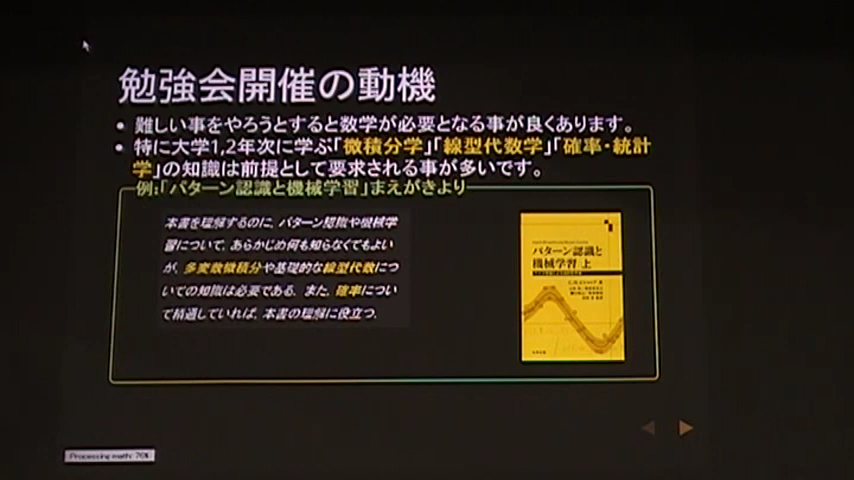 勉強会開催の動機
• 難しい事をやろうとすると数学が必要となる事が良くあります。
• 特に大学1,2年次に学ぶ「微積分学」「線型代数学」「確率・統計
学」の知識は前提として要求される事が多いです。
例:「パターン認識と機械学習」まえがきより
本書を理解するのに, パターン認識や機械学
習について, あらかじめ何も知らなくてもよい
が, 多変数微積分や基礎的な線型代数につ
いての知識は必要である. また, 確率につい
て精通していれば, 本書の理解に役立つ.
パターン認識と
機械学習 上
Processing math: 76%